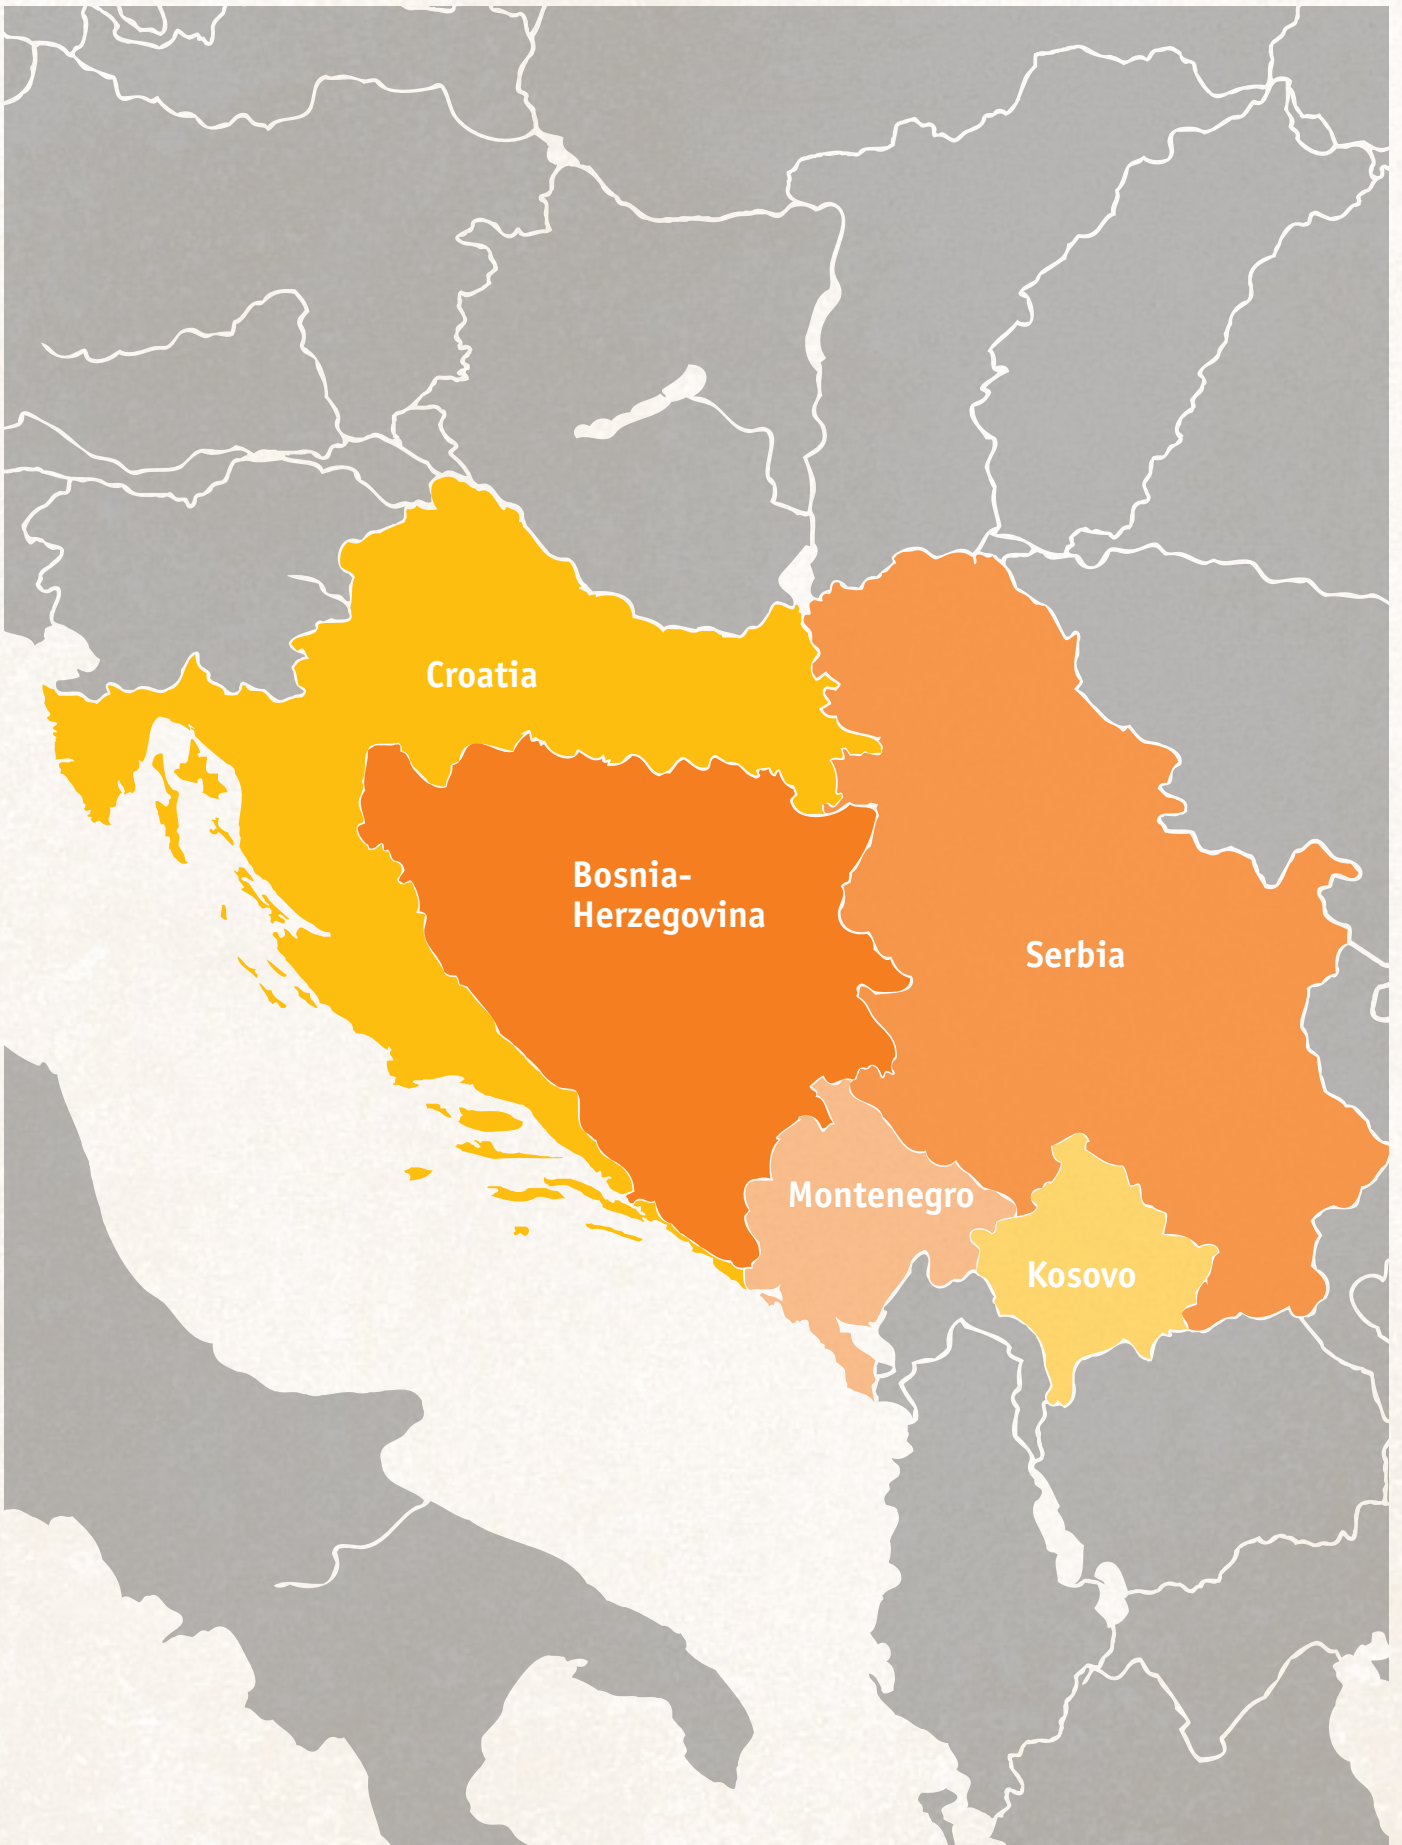 Croatia
Bosnia-
Herzegovina
Serbia
Montenegro
Kosovo